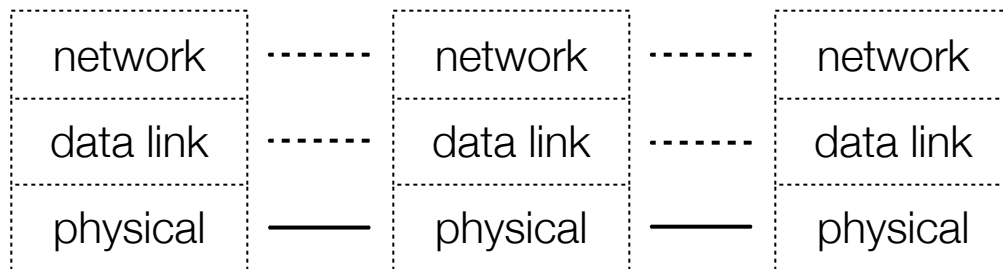 network network network
data link data link data link
physical physical physical